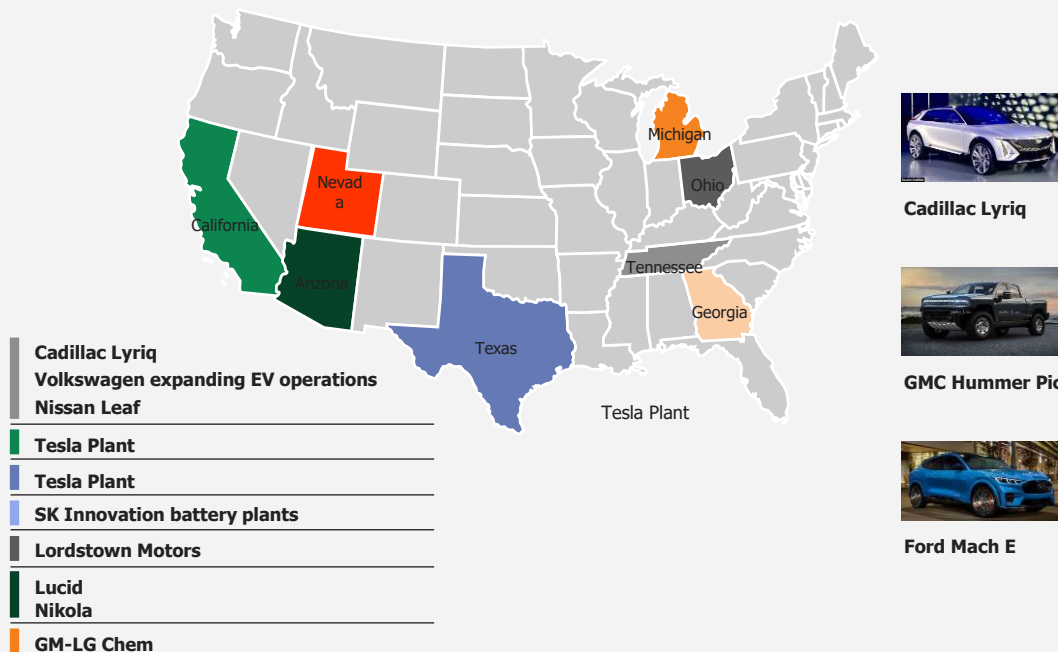 Michigan
Nevad
a
Ohio
California
Tennessee
Arizona
Georgia
Texas
Tesla Plant
Cadillac Lyriq
Volkswagen expanding EV operations
Nissan Leaf
Tesla Plant
Tesla Plant
SK Innovation battery plants
Lordstown Motors
Lucid
Nikola
GM-LG Chem
Cadillac Lyriq
GMC Hummer Pic
Ford Mach E